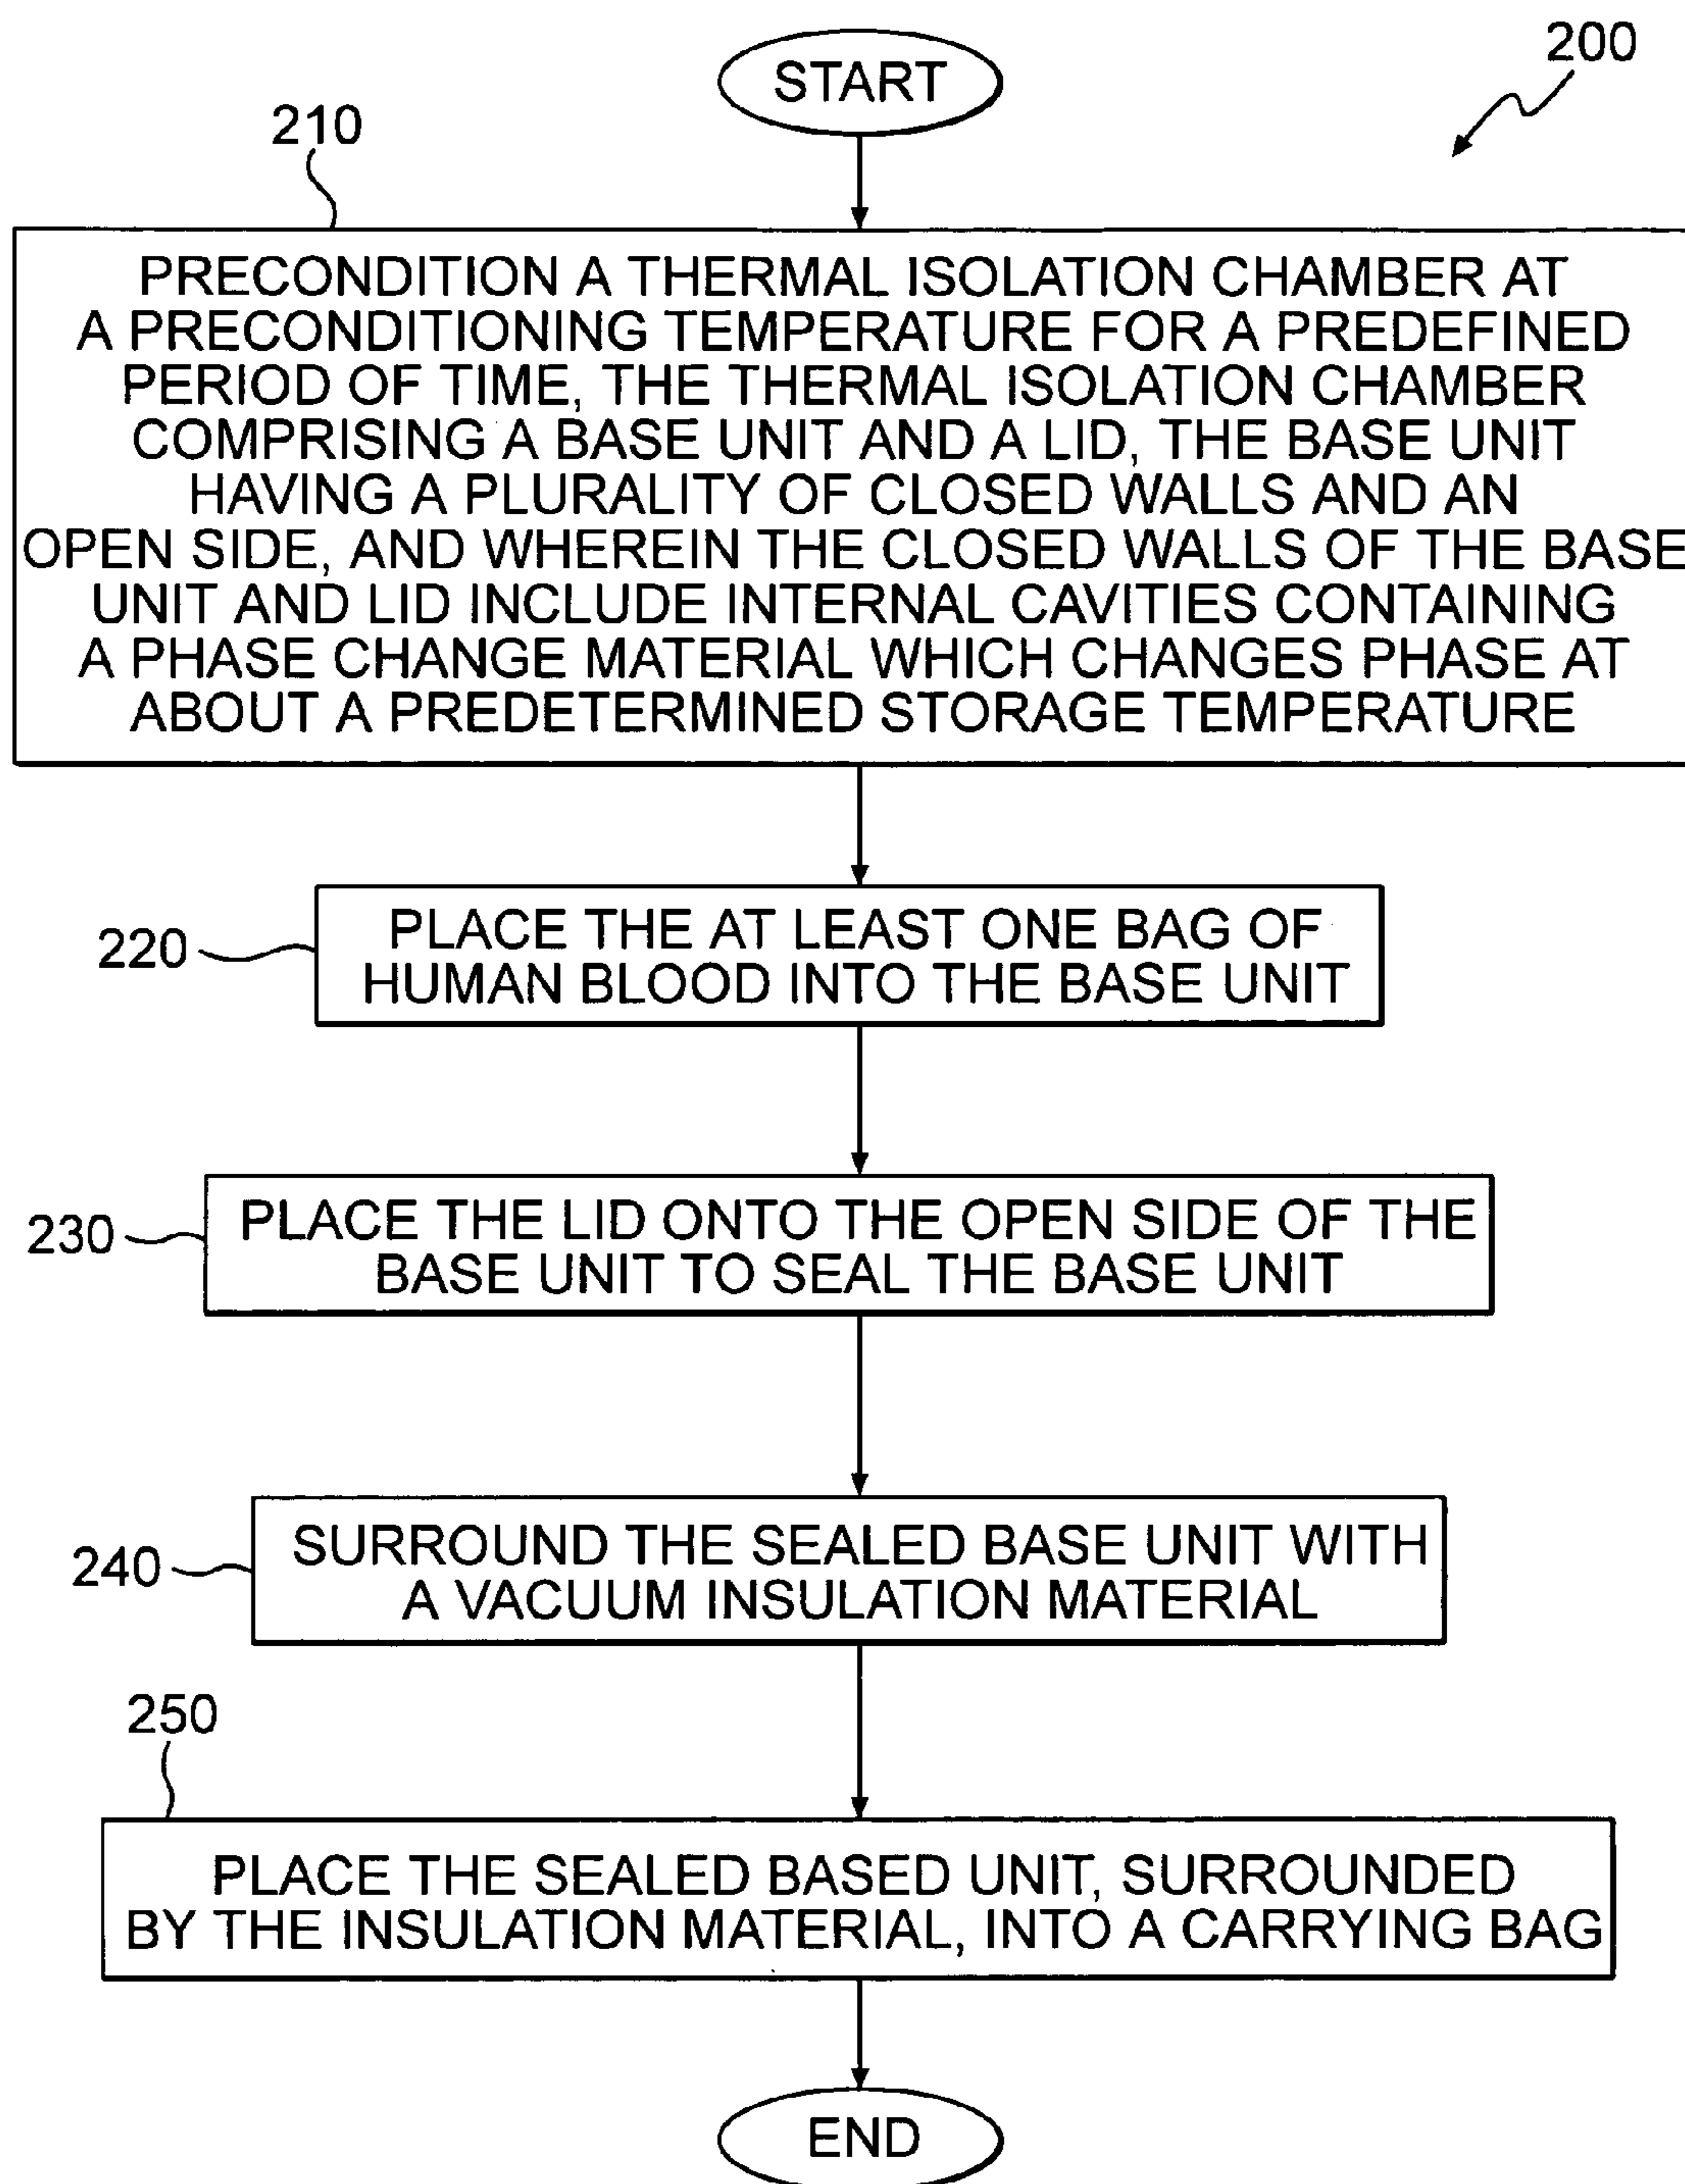 200
START
210
PRECONDITION A THERMAL ISOLATION CHAMBER AT
A PRECONDITIONING TEMPERATURE FOR A PREDEFINED
PERIOD OF TIME, THE THERMAL ISOLATION CHAMBER
COMPRISING A BASE UNIT AND A LID, THE BASE UNIT
HAVING A PLURALITY OF CLOSED WALLS AND AN
OPEN SIDE, AND WHEREIN THE CLOSED WALLS OF THE BASE
UNIT AND LID INCLUDE INTERNAL CAVITIES CONTAINING
A PHASE CHANGE MATERIAL WHICH CHANGES PHASE AT
ABOUT A PREDETERMINED STORAGE TEMPERATURE
220
PLACE THE AT LEAST ONE BAG OF
HUMAN BLOOD INTO THE BASE UNIT
230
PLACE THE LID ONTO THE OPEN SIDE OF THE
BASE UNIT TO SEAL THE BASE UNIT
240
SURROUND THE SEALED BASE UNIT WITH
A VACUUM INSULATION MATERIAL
250
PLACE THE SEALED BASED UNIT, SURROUNDED
BY THE INSULATION MATERIAL, INTO A CARRYING BAG
END